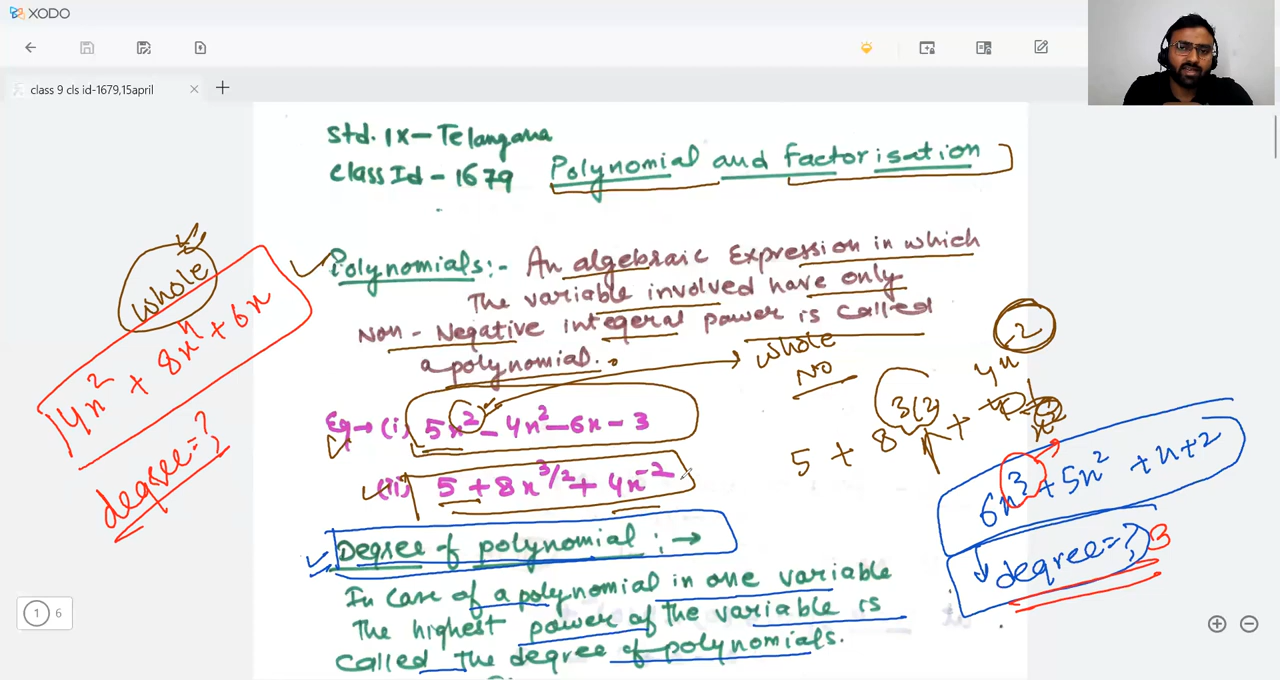 XODO
class 9 cls id-1679,15april
Std. IX – Telangana
Class Id – 1679 Polynomial and factorisation
Polynomials:- An algebraic Expression in which
The variable involved have only
Non-Negative integeral power is called
a polynomial.
whole
No
Eg → (i) 5x² – 4x² – 6x – 3
(ii) 5 + 8x^3/2 + 4x^-2
Degree of polynomial : →
In case of a polynomial in one variable
The highest power of the variable is
called the degree of polynomials.
whole
4x² + 8x^4 + 6x
degree = ?
5 + 8
6x³ + 5x² + x + 2
degree = ? 3
1 6